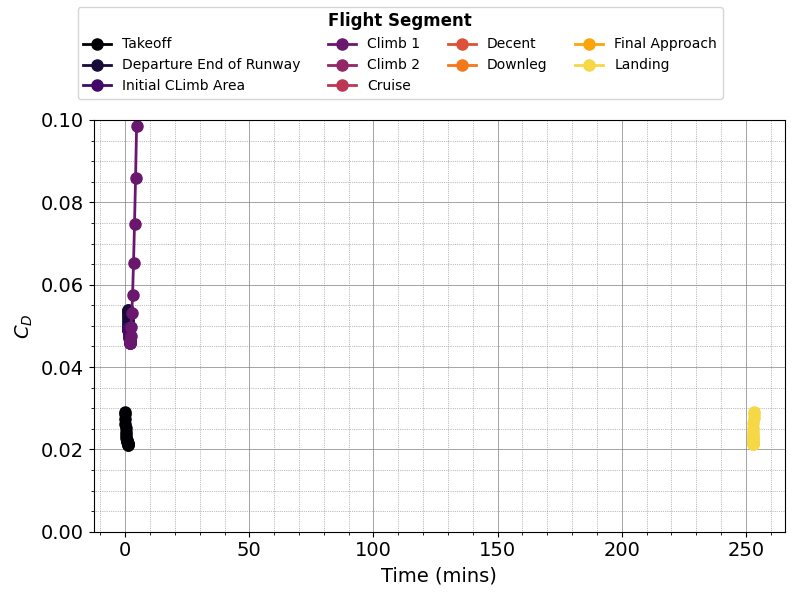 Flight Segment
Takeoff
Departure End of Runway
Initial CLimb Area
Climb 1
Climb 2
Cruise
Decent
Downleg
Final Approach
Landing
0.10
0.08
0.06
0.04
0.02
0.00
C_D
0 50 100 150 200 250
Time (mins)